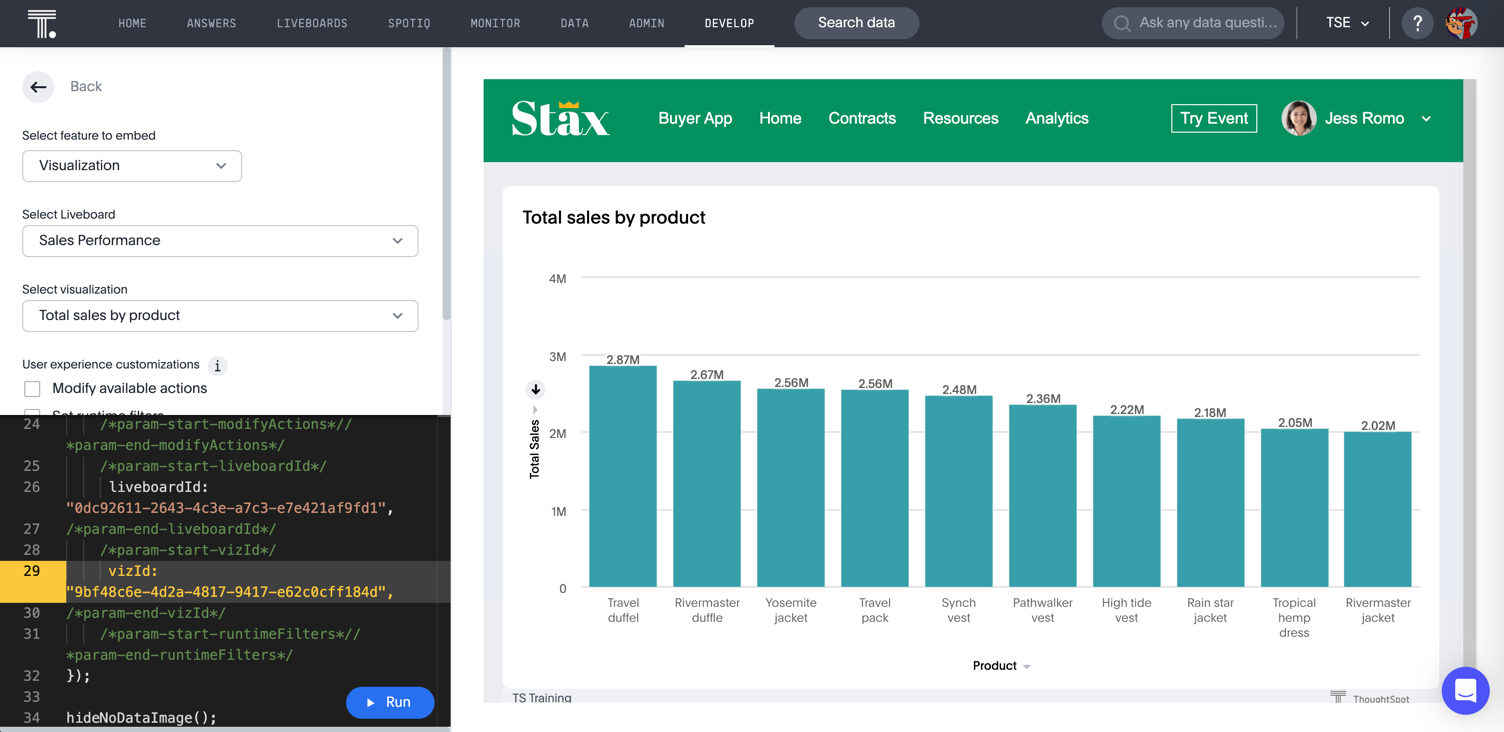 HOME ANSWERS LIVEBOARDS SPOTIQ MONITOR DATA ADMIN DEVELOP Search data Ask any data questi... TSE ?
Back
Select feature to embed
Visualization
Select Liveboard
Sales Performance
Select visualization
Total sales by product
User experience customizations i
Modify available actions
Set runtime filters
24 /*param-start-modifyActions*//
*param-end-modifyActions*/
25 /*param-start-liveboardId*/
26 liveboardId:
"0dc92611-2643-4c3e-a7c3-e7e421af9fd1",
27 /*param-end-liveboardId*/
28 /*param-start-vizId*/
29 vizId:
"9bf48c6e-4d2a-4817-9417-e62c0cff184d",
30 /*param-end-vizId*/
31 /*param-start-runtimeFilters*//
*param-end-runtimeFilters*/
32 });
33
34 hideNoDataImage();
Run
Stax Buyer App Home Contracts Resources Analytics Try Event Jess Romo
Total sales by product
4M
3M
2M
1M
0
Total Sales
2.87M 2.67M 2.56M 2.56M 2.48M 2.36M 2.22M 2.18M 2.05M 2.02M
Travel duffel
Rivermaster duffle
Yosemite jacket
Travel pack
Synch vest
Pathwalker vest
High tide vest
Rain star jacket
Tropical hemp dress
Rivermaster jacket
Product
TS Training
ThoughtSpot